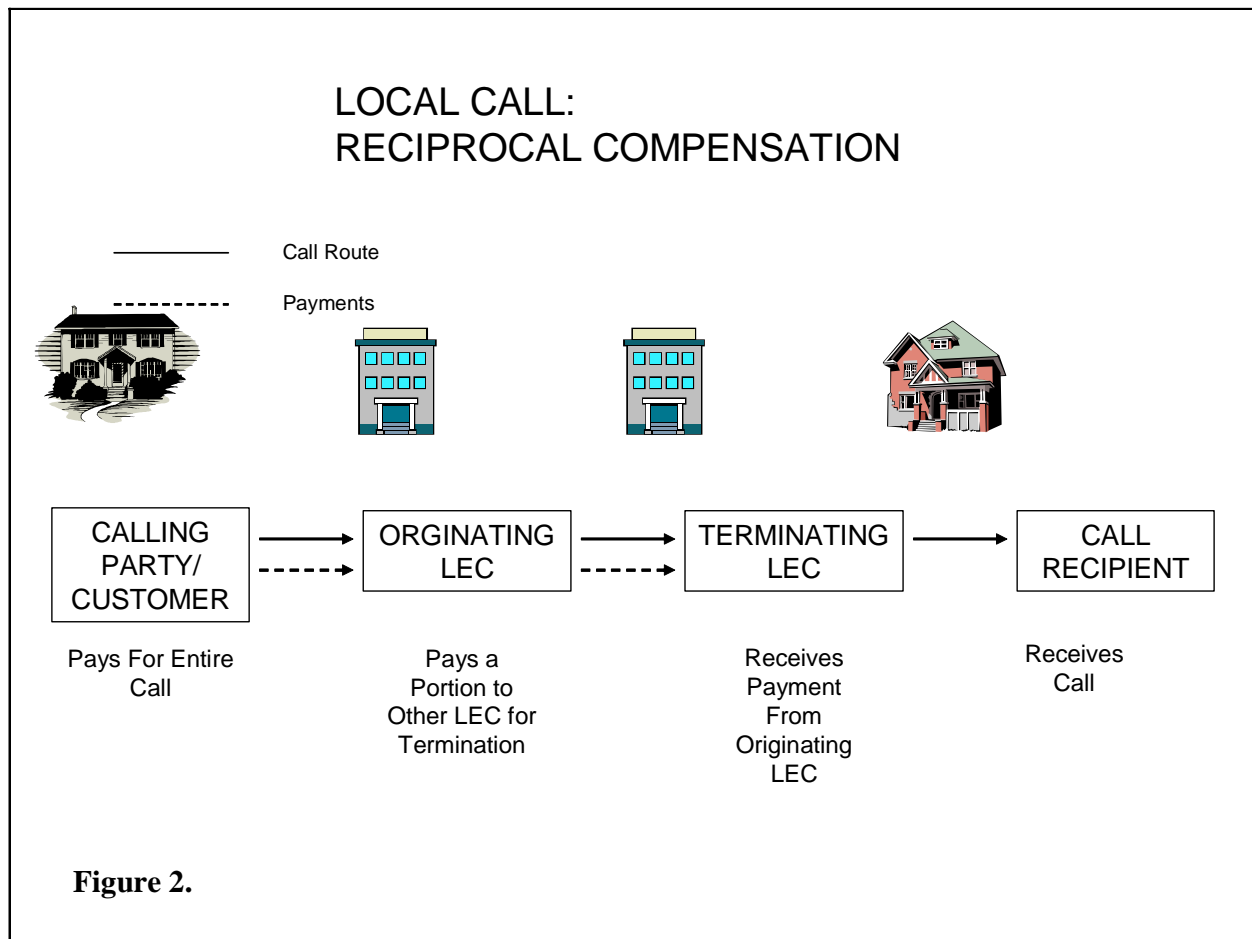 LOCAL CALL:
RECIPROCAL COMPENSATION
Call Route
Payments
CALLING
PARTY/
CUSTOMER
ORGINATING
LEC
TERMINATING
LEC
CALL
RECIPIENT
Pays For Entire
Call
Pays a
Portion to
Other LEC for
Termination
Receives
Payment
From
Originating
LEC
Receives
Call
Figure 2.